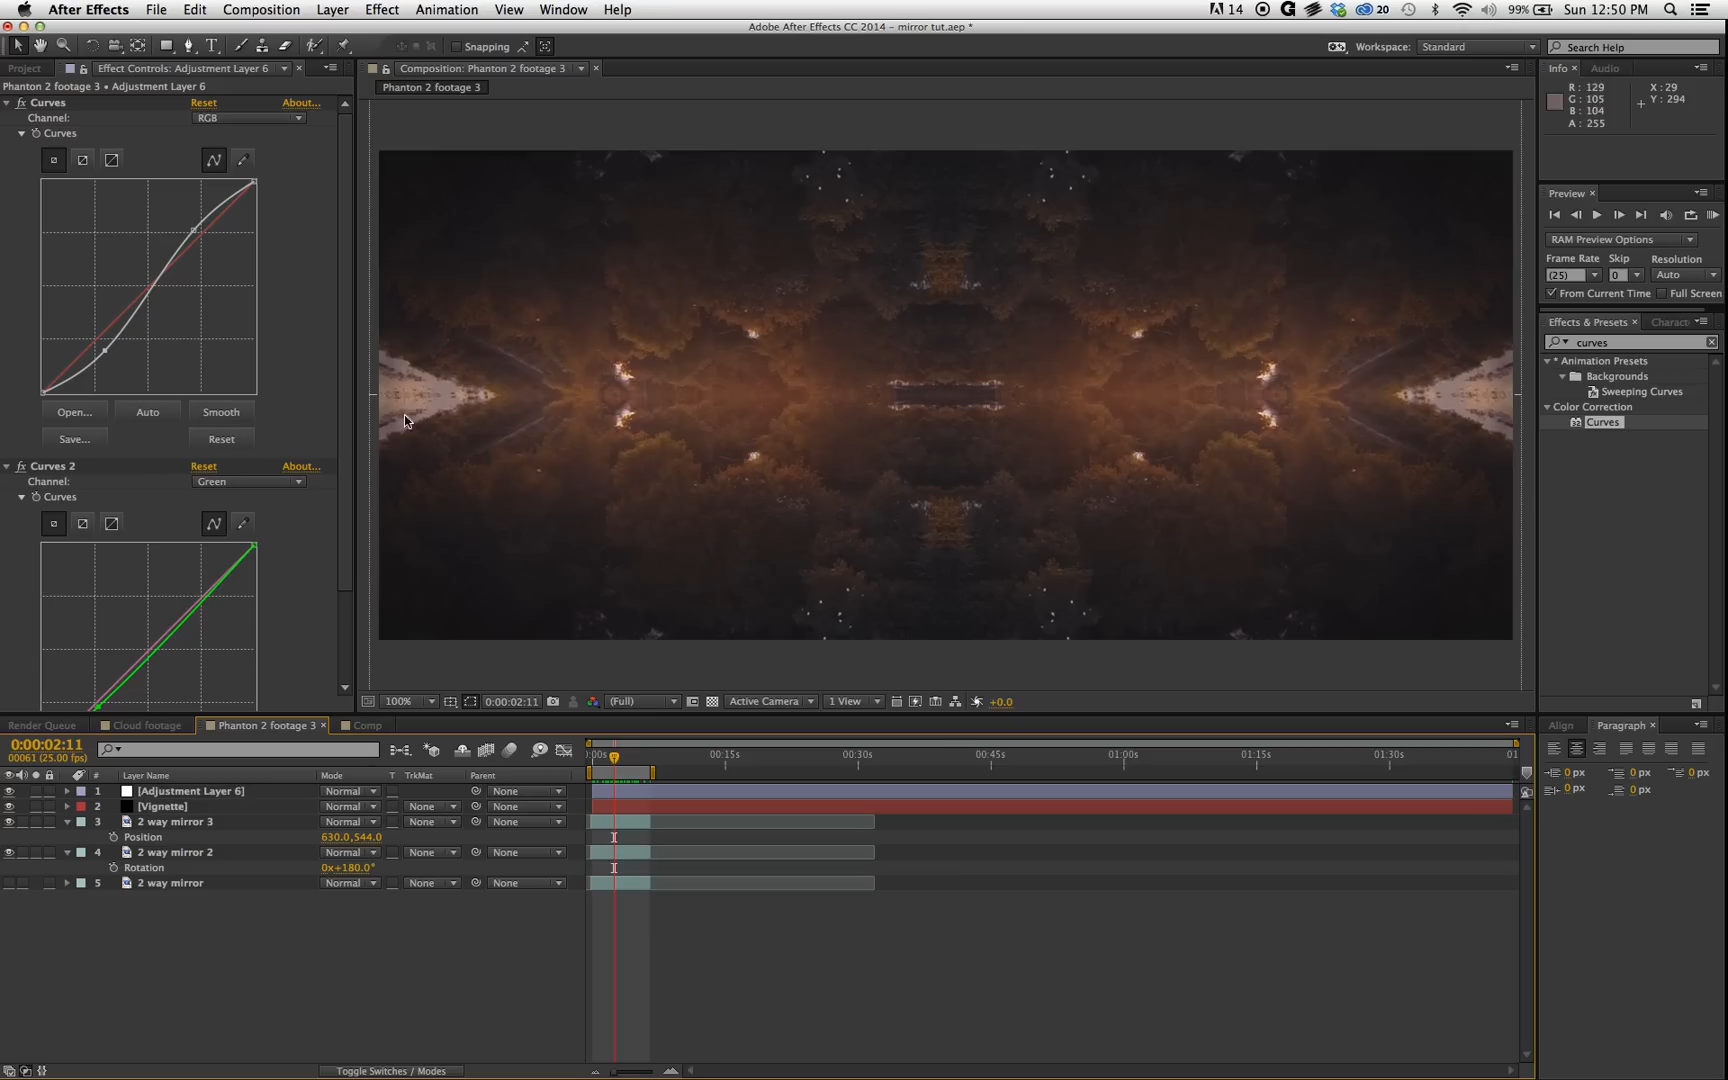 After Effects File Edit Composition Layer Effect Animation View Window Help 14 20 99% Sun 12:50 PM
Adobe After Effects CC 2014 – mirror tut.aep *
Snapping Workspace: Standard Search Help
Project Effect Controls: Adjustment Layer 6 Composition: Phanton 2 footage 3 Info Audio
Phanton 2 footage 3 • Adjustment Layer 6 Phanton 2 footage 3
fx Curves Reset About...
Channel: RGB
Curves
R: 129 X: 29
G: 105 Y: 294
B: 104
A: 255
Open... Auto Smooth
Save... Reset
fx Curves 2 Reset About...
Channel: Green
Curves
Preview
RAM Preview Options
Frame Rate Skip Resolution
(25) 0 Auto
From Current Time Full Screen
Effects & Presets Charact
curves
* Animation Presets
Backgrounds
Sweeping Curves
Color Correction
32 Curves
100% 0:00:02:11 (Full) Active Camera 1 View +0.0
Render Queue Cloud footage Phanton 2 footage 3 Comp Align Paragraph
0:00:02:11
00061 (25.00 fps)
):00s 00:15s 00:30s 00:45s 01:00s 01:15s 01:30s 01
# Layer Name Mode T TrkMat Parent
1 [Adjustment Layer 6] Normal None
2 [Vignette] Normal None None
3 2 way mirror 3 Normal None None
Position 630.0,544.0
4 2 way mirror 2 Normal None None
Rotation 0x+180.0°
5 2 way mirror Normal None None
0 px 0 px 0 px
0 px 0 px
Toggle Switches / Modes